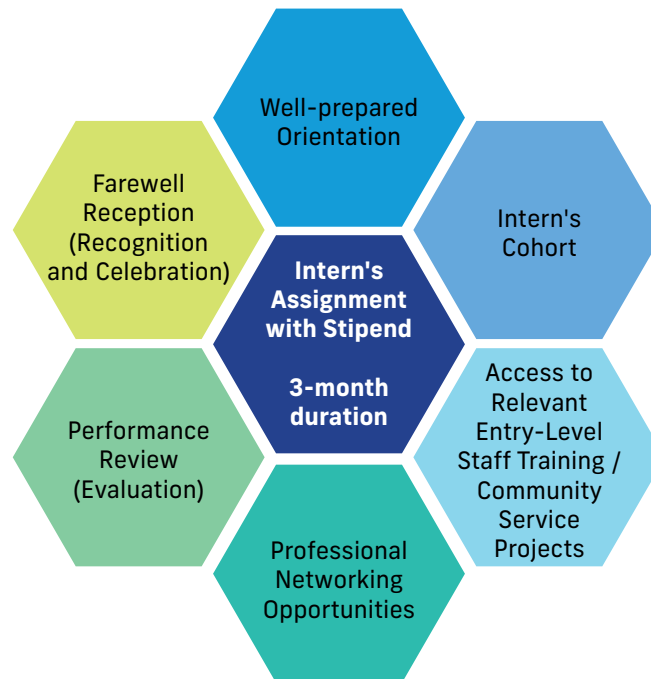 Well-prepared
Orientation
Intern's
Cohort
Access to
Relevant
Entry-Level
Staff Training /
Community
Service
Projects
Professional
Networking
Opportunities
Performance
Review
(Evaluation)
Farewell
Reception
(Recognition
and Celebration)
Intern's
Assignment
with Stipend
3-month
duration